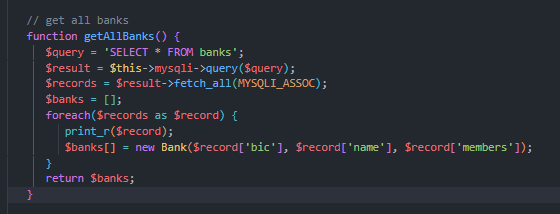 // get all banks
function getAllBanks() {
$query = 'SELECT * FROM banks';
$result = $this->mysqli->query($query);
$records = $result->fetch_all(MYSQLI_ASSOC);
$banks = [];
foreach($records as $record) {
print_r($record);
$banks[] = new Bank($record['bic'], $record['name'], $record['members']);
}
return $banks;
}